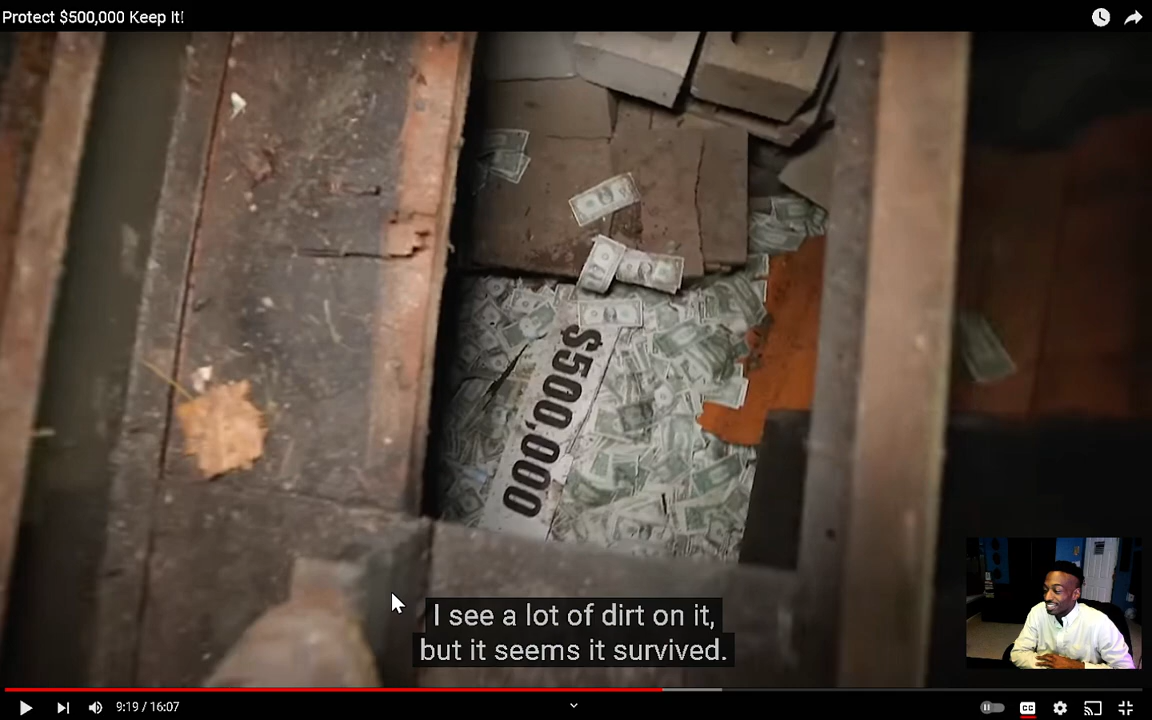 Protect $500,000 Keep It!
$500,000
I see a lot of dirt on it,
but it seems it survived.
9:19 / 16:07
CC